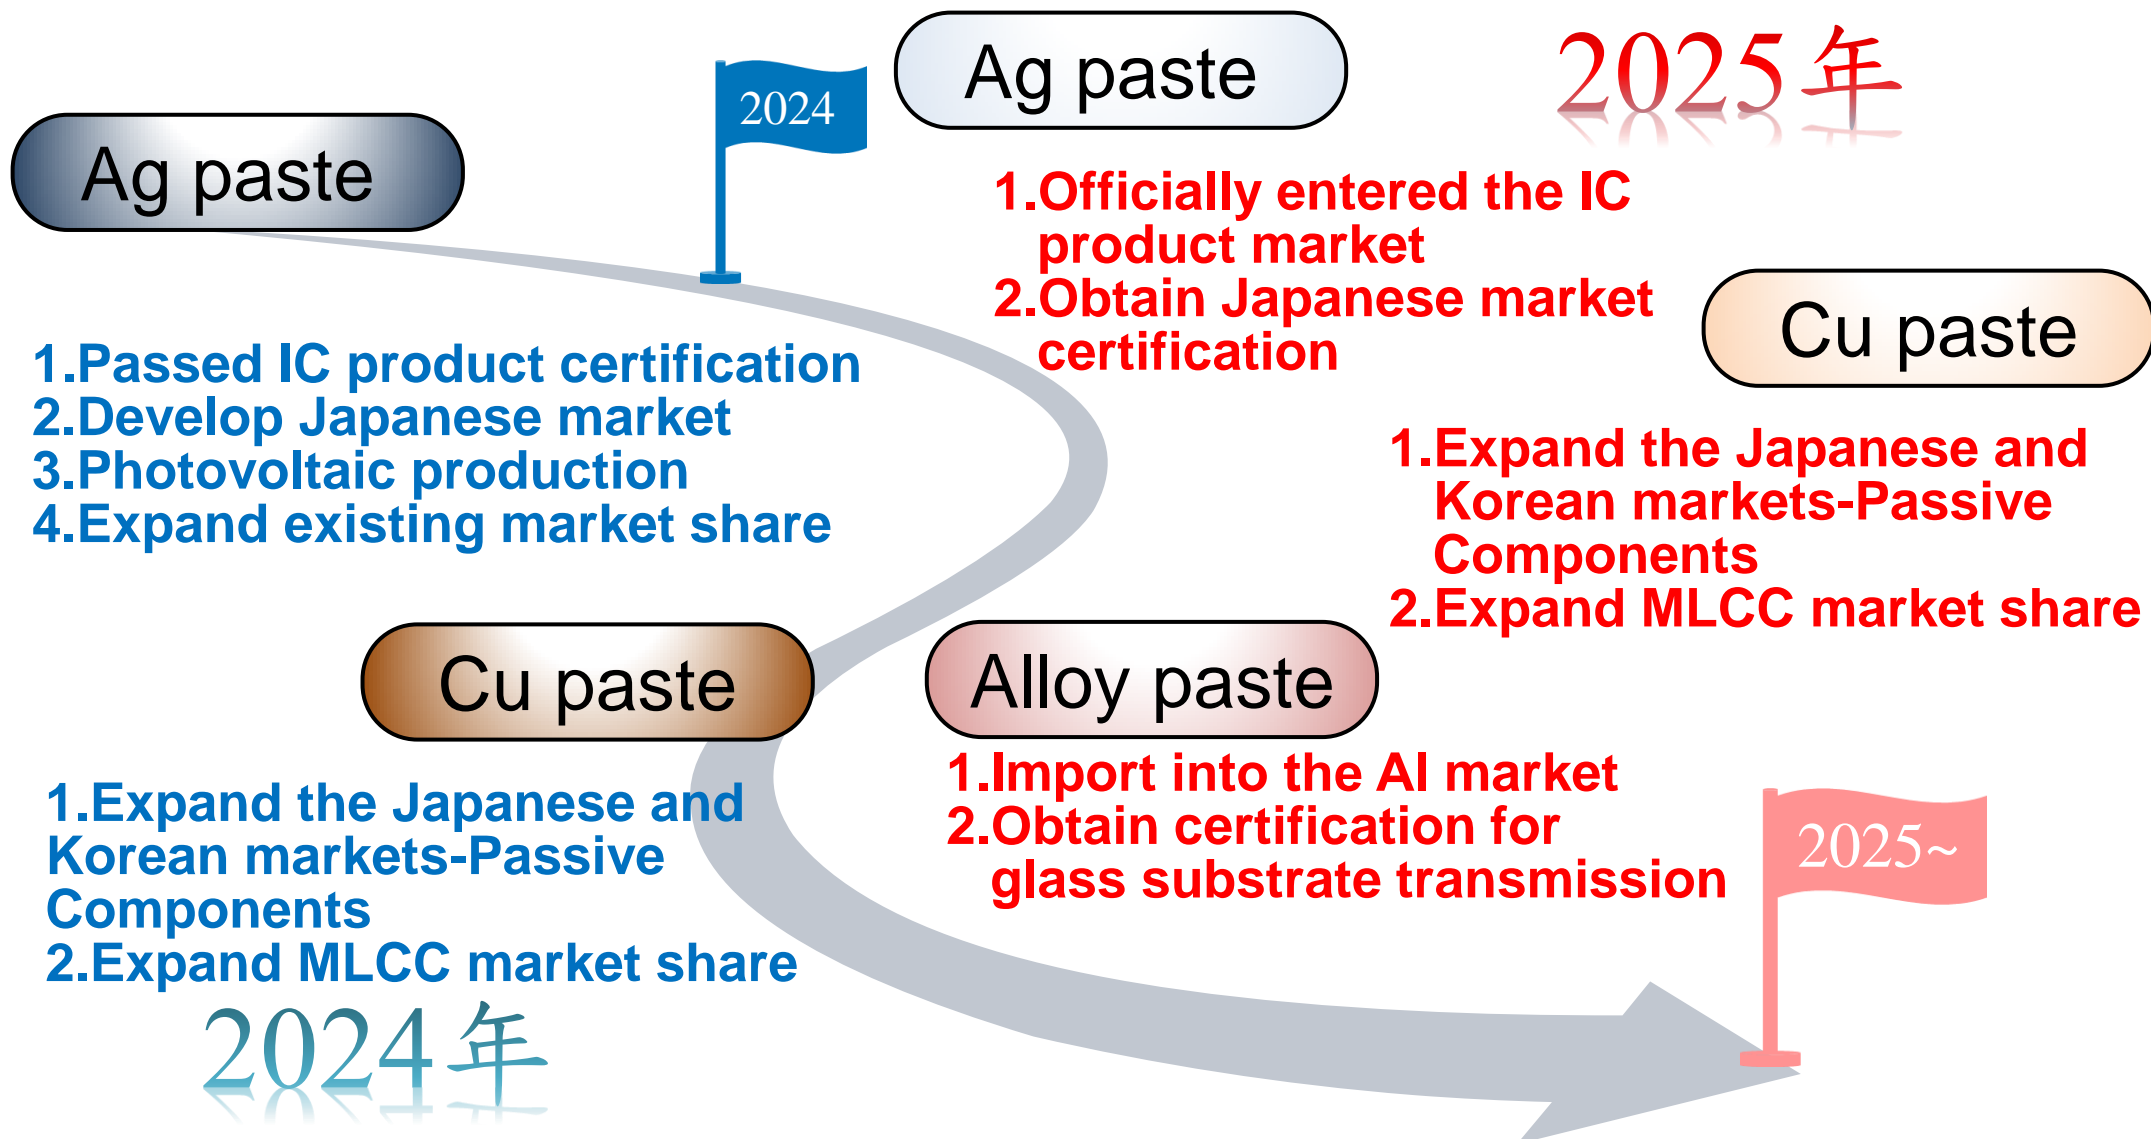 Ag paste
2024
1.Passed IC product certification
2.Develop Japanese market
3.Photovoltaic production
4.Expand existing market share
Cu paste
1.Expand the Japanese and
Korean markets-Passive
Components
2.Expand MLCC market share
2024年
Ag paste
2025年
1.Officially entered the IC
product market
2.Obtain Japanese market
certification
Cu paste
1.Expand the Japanese and
Korean markets-Passive
Components
2.Expand MLCC market share
Alloy paste
1.Import into the AI market
2.Obtain certification for
glass substrate transmission
2025~